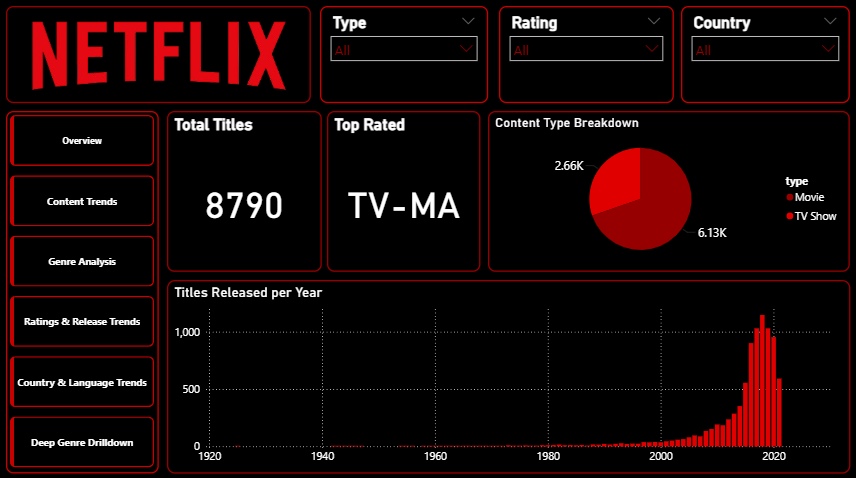 NETFLIX
Type
All
Rating
All
Country
All
Overview
Content Trends
Genre Analysis
Ratings & Release Trends
Country & Language Trends
Deep Genre Drilldown
Total Titles
8790
Top Rated
TV-MA
Content Type Breakdown
2.66K
6.13K
type
Movie
TV Show
Titles Released per Year
1,000
500
0
1920 1940 1960 1980 2000 2020